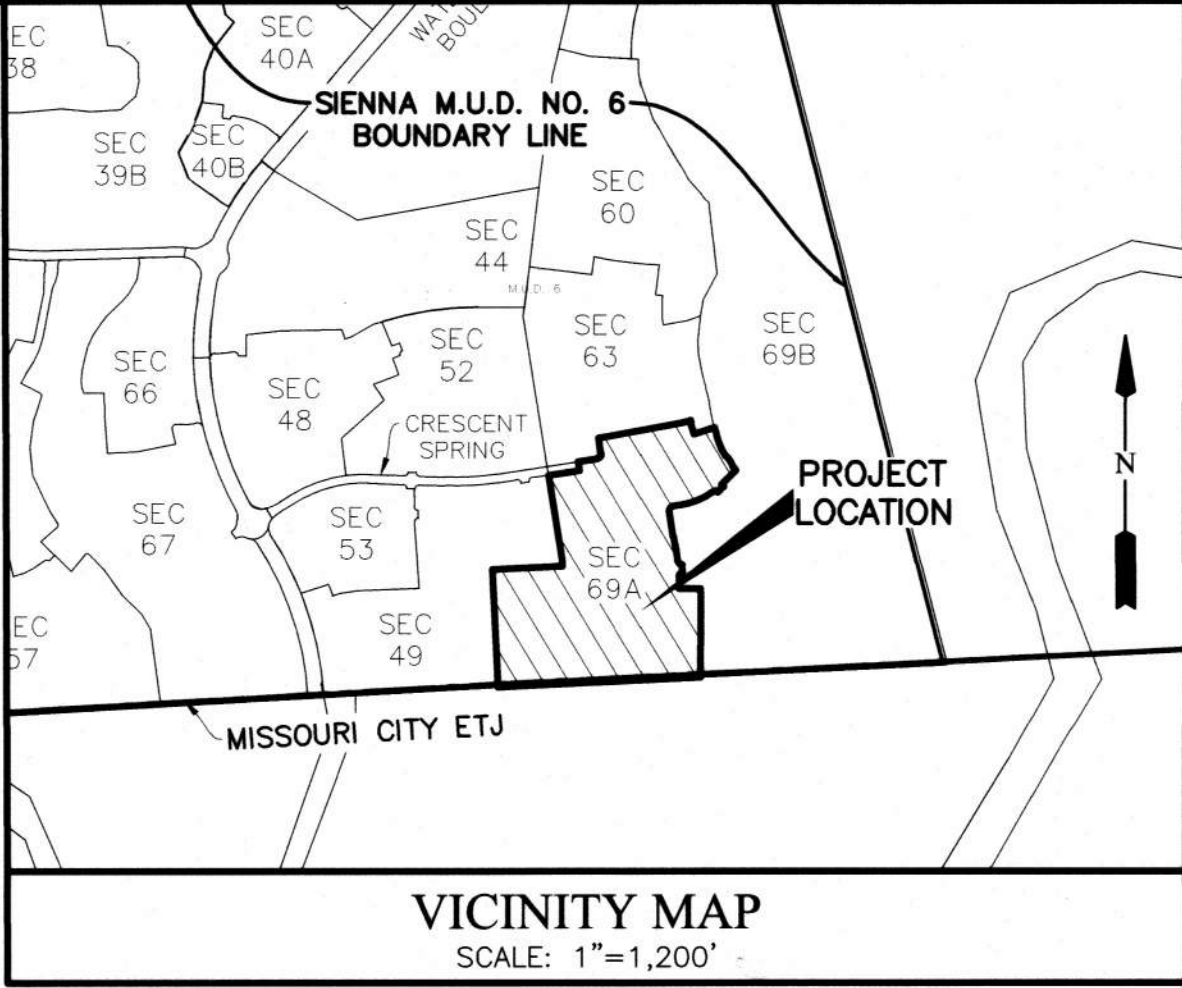 SEC
40A
SIENNA M.U.D. NO. 6
BOUNDARY LINE
SEC
39B
SEC
40B
SEC
60
SEC
44
M.U.D. 6
SEC
66
SEC
48
SEC
52
SEC
63
SEC
69B
CRESCENT
SPRING
PROJECT
LOCATION
N
SEC
67
SEC
53
SEC
69A
SEC
49
MISSOURI CITY ETJ
VICINITY MAP
SCALE: 1"=1,200'